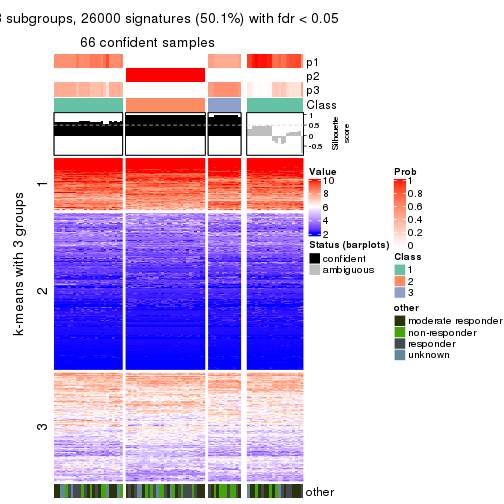 3 subgroups, 26000 signatures (50.1%) with fdr < 0.05
66 confident samples
p1
p2
p3
Class
1
0.5
0
-0.5
Silhouette
score
k-means with 3 groups
1
2
3
other
Value
10
8
6
4
2
Status (barplots)
confident
ambiguous
Prob
1
0.8
0.6
0.4
0.2
0
Class
1
2
3
other
moderate responder
non-responder
responder
unknown